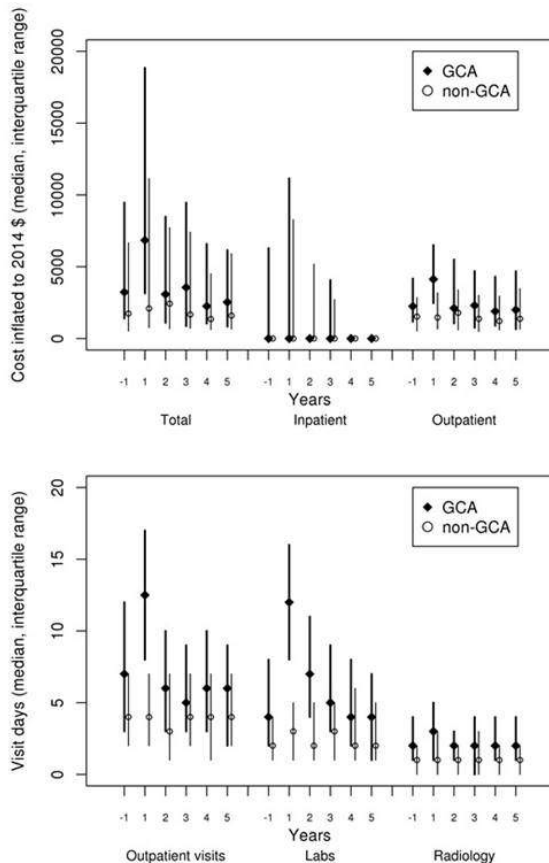 Cost inflated to 2014 $ (median, interquartile range)
20000
15000
10000
5000
0
GCA
non-GCA
-1 1 2 3 4 5 -1 1 2 3 4 5 -1 1 2 3 4 5
Years
Total Inpatient Outpatient
Visit days (median, interquartile range)
20
15
10
5
0
GCA
non-GCA
-1 1 2 3 4 5 -1 1 2 3 4 5 -1 1 2 3 4 5
Years
Outpatient visits Labs Radiology